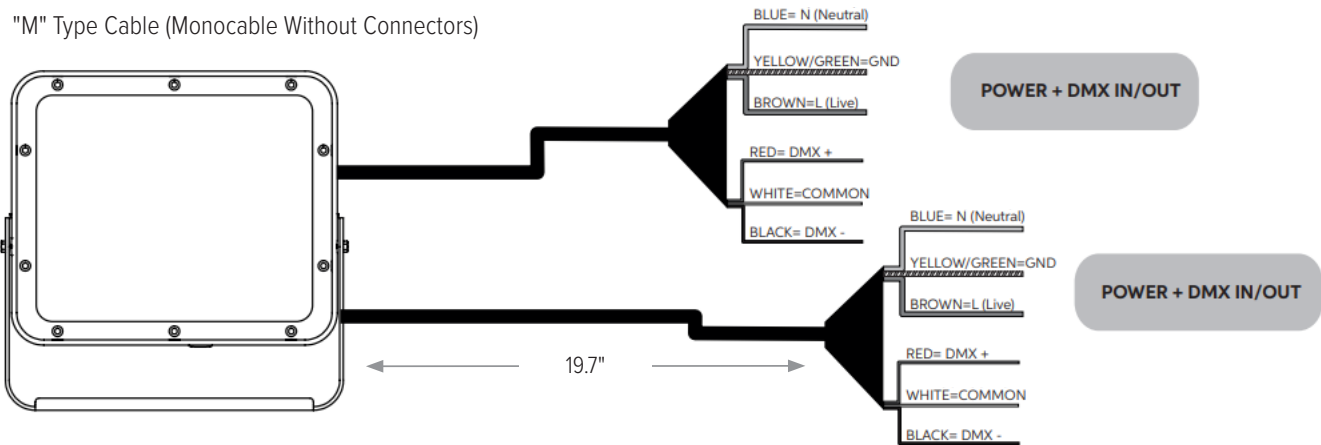 "M" Type Cable (Monocable Without Connectors)
BLUE= N (Neutral)
YELLOW/GREEN=GND
BROWN=L (Live)
RED= DMX +
WHITE=COMMON
BLACK= DMX -
POWER + DMX IN/OUT
BLUE= N (Neutral)
YELLOW/GREEN=GND
BROWN=L (Live)
RED= DMX +
WHITE=COMMON
BLACK= DMX -
POWER + DMX IN/OUT
19.7"